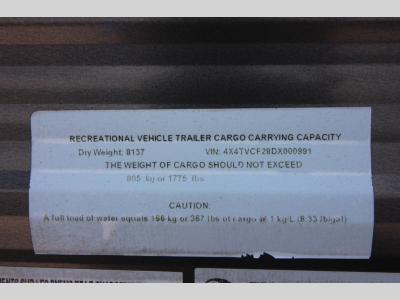 RECREATIONAL VEHICLE TRAILER CARGO CARRYING CAPACITY
Dry Weight: 8137 VIN: 4X4TVCF28DX000991
THE WEIGHT OF CARGO SHOULD NOT EXCEED
805 kg or 1775 lbs
CAUTION:
A full load of water equals 166 kg or 367 lbs of cargo @ 1 kg/L (8.33 lb/gal)